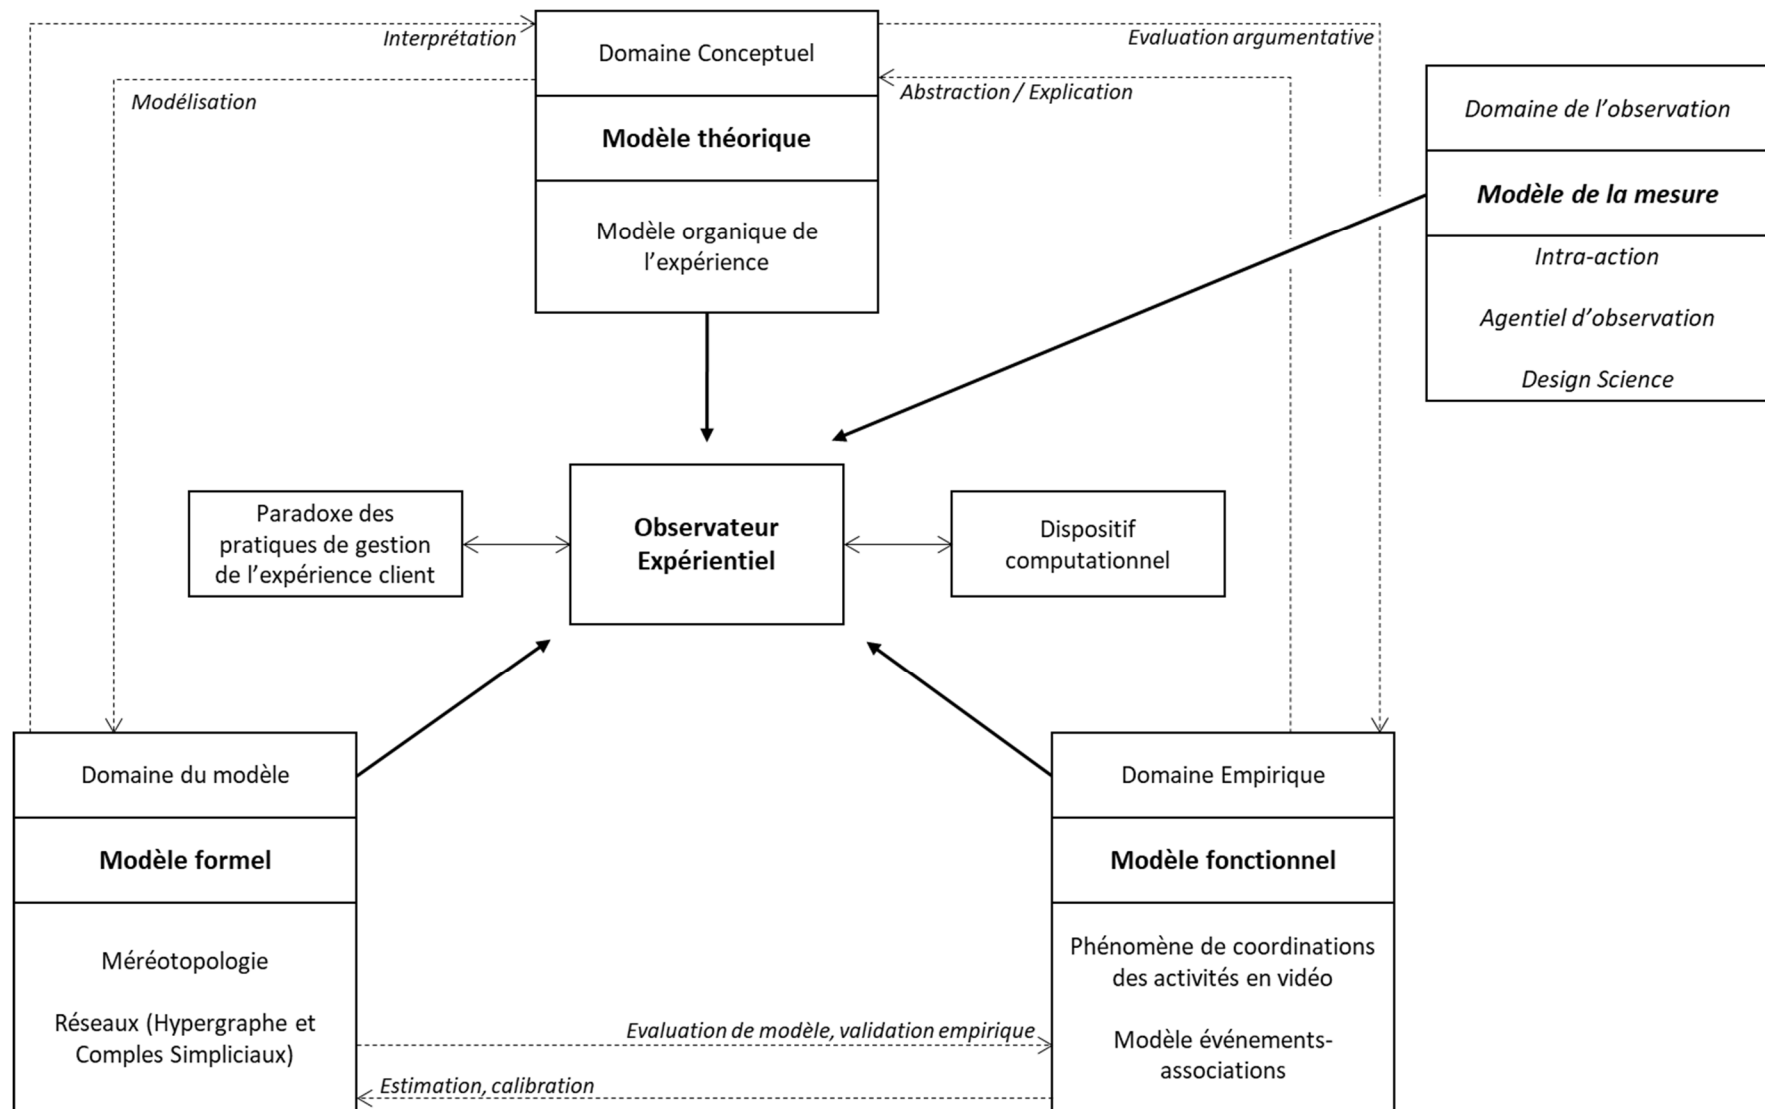 Interprétation
Domaine Conceptuel
Evaluation argumentative
Modélisation
Abstraction / Explication
Modèle théorique
Modèle organique de
l’expérience
Domaine de l’observation
Modèle de la mesure
Intra-action
Agentiel d’observation
Design Science
Paradoxe des
pratiques de gestion
de l’expérience client
Observateur
Expérientiel
Dispositif
computationnel
Domaine du modèle
Modèle formel
Méréotopologie
Réseaux (Hypergraphe et
Comples Simpliciaux)
Domaine Empirique
Modèle fonctionnel
Phénomène de coordinations
des activités en vidéo
Modèle événements-
associations
Evaluation de modèle, validation empirique
Estimation, calibration